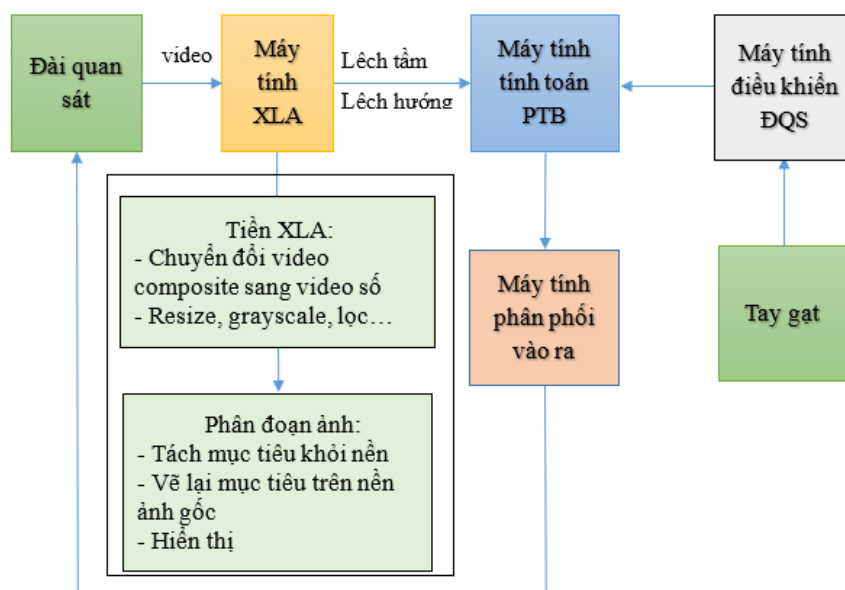 Đài quan
sát
video
Máy
tính
XLA
Lêch tầm
Lêch hướng
Máy tính
tính toán
PTB
Máy tính
điều khiển
ĐQS
Tiền XLA:
- Chuyển đổi video
composite sang video số
- Resize, grayscale, lọc…
Máy tính
phân phối
vào ra
Tay gạt
Phân đoạn ảnh:
- Tách mục tiêu khỏi nền
- Vẽ lại mục tiêu trên nền
ảnh gốc
- Hiển thị